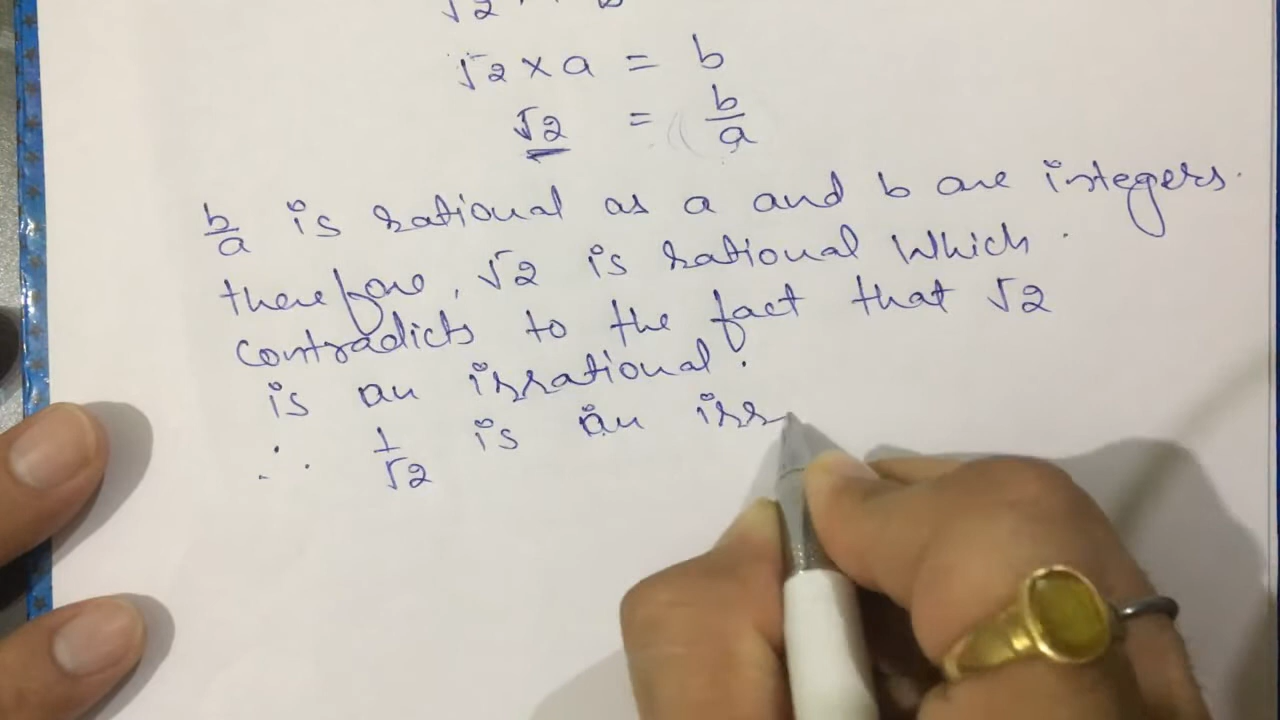 √2 × a = b
√2 = b/a
b/a is rational as a and b are integers.
therefore, √2 is rational which
contradicts to the fact that √2
is an irrational.
∴ 1/√2 is an irr